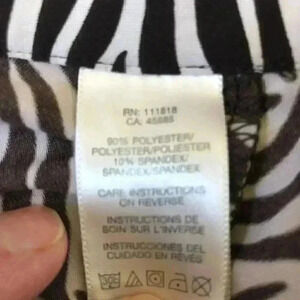 RN: 111818
CA: 45885
90% POLYESTER/
POLYESTER/POLIESTER
10% SPANDEX/
SPANDEX/SPANDEX
CARE INSTRUCTIONS
ON REVERSE
INSTRUCTIONS DE
SOIN SUR L'INVERSE
INSTRUCCIONES DEL
CUIDADO EN REVÉS